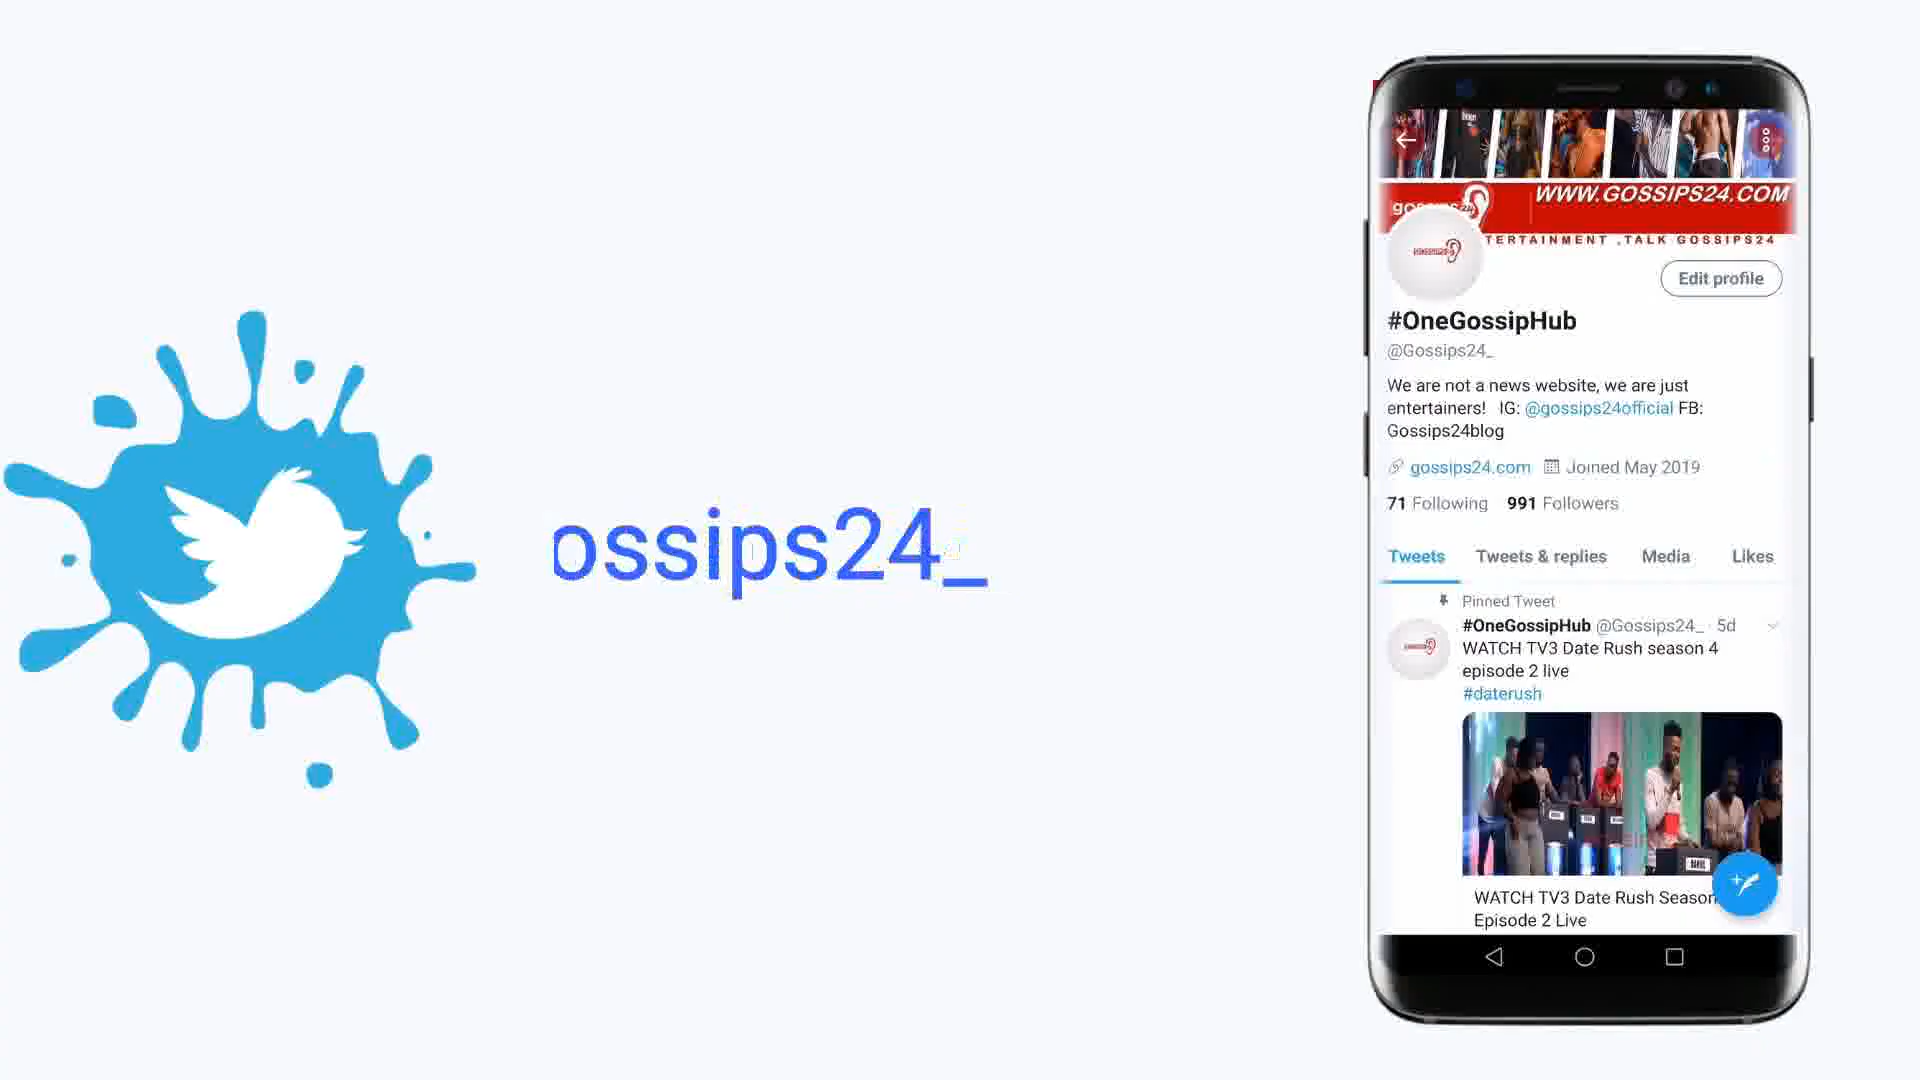 ossips24_
WWW.GOSSIPS24.COM
TERTAINMENT ,TALK GOSSIPS24
Edit profile
#OneGossipHub
@Gossips24_
We are not a news website, we are just
entertainers! IG: @gossips24official FB:
Gossips24blog
gossips24.com Joined May 2019
71 Following 991 Followers
Tweets Tweets & replies Media Likes
Pinned Tweet
#OneGossipHub @Gossips24_ · 5d
WATCH TV3 Date Rush season 4
episode 2 live
#daterush
WATCH TV3 Date Rush Season
Episode 2 Live